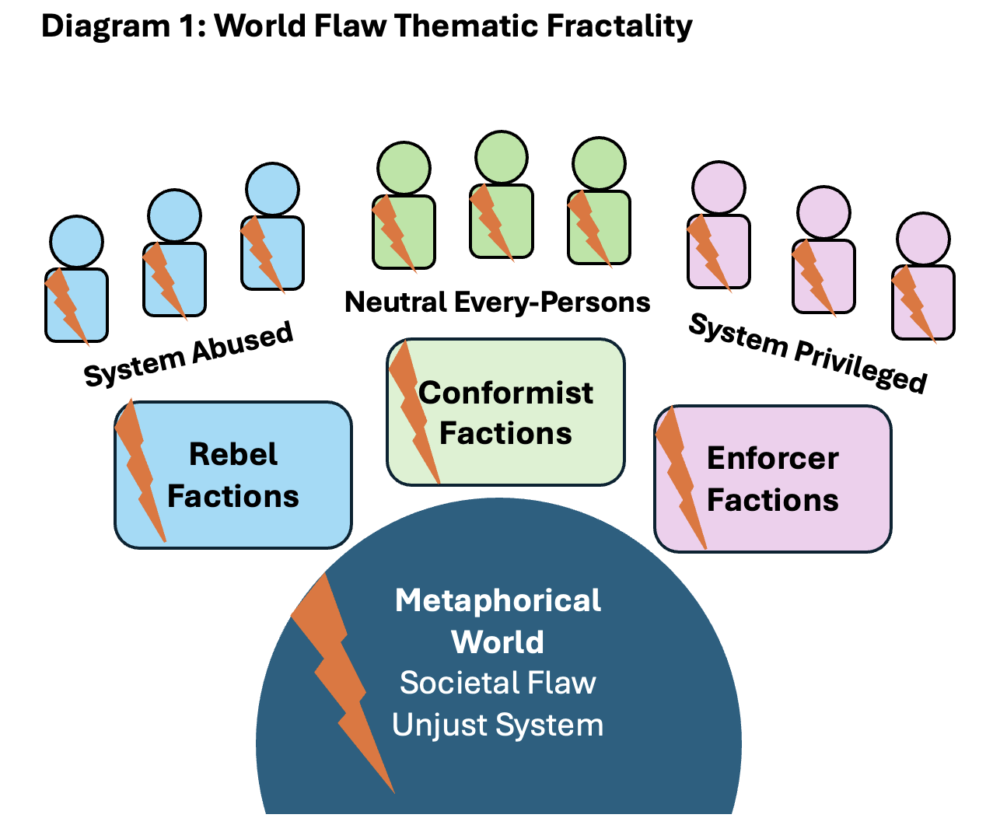 Diagram 1: World Flaw Thematic Fractality
Neutral Every-Persons
System Abused
System Privileged
Conformist
Factions
Rebel
Factions
Enforcer
Factions
Metaphorical
World
Societal Flaw
Unjust System